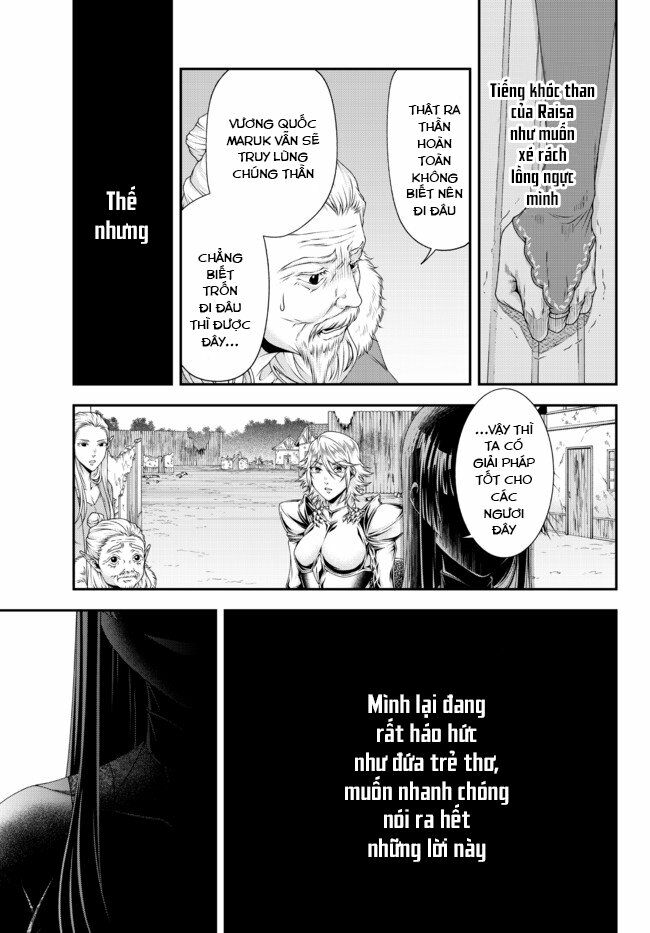 Tiếng khóc than
của Raisa
như muốn
xé rách
lồng ngực
mình
THẬT RA
THẦN
HOÀN
TOÀN
KHÔNG
BIẾT NÊN
ĐI ĐÂU
VƯƠNG QUỐC
MARUK VẪN SẼ
TRUY LÙNG
CHÚNG THẦN
CHẲNG
BIẾT
TRỐN
ĐI ĐÂU
THÌ ĐƯỢC
ĐÂY...
Thế
nhưng
...VẬY THÌ
TA CÓ
GIẢI PHÁP
TỐT CHO
CÁC
NGƯƠI
ĐÂY
Mình lại đang
rất háo hức
như đứa trẻ thơ,
muốn nhanh chóng
nói ra hết
những lời này